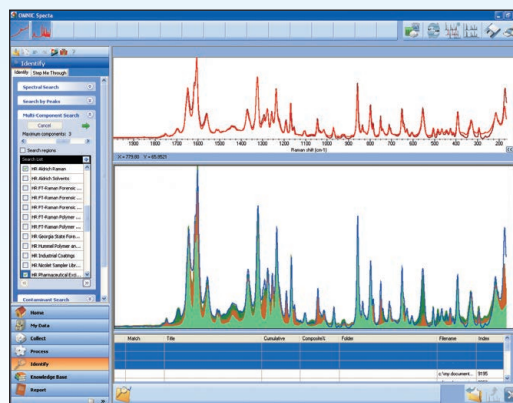 OMNIC Specta
Identify
Identify Step Me Through
Spectral Search
Search by Peaks
Multi-Component Search
Cancel
Maximum components: 3
Search regions
Search List
HR Aldrich Raman
HR Aldrich Solvents
HR FT-Raman Forensic ...
HR FT-Raman Forensic ...
HR FT-Raman Forensic ...
HR FT-Raman Polymer ...
HR FT-Raman Polymer ...
HR Georgia State Fore...
HR Hummel Polymer an...
HR Industrial Coatings
HR Nicolet Sampler Libr...
HR Pharmaceutical Exci...
Contaminant Search
Home
My Data
Collect
Process
Identify
Knowledge Base
Report
1900 1800 1700 1600 1500 1400 1300 1200 1100 1000 900 800 700 600 500 400 300 200
Raman shift (cm-1)
Match Title Cumulative Composite% Folder Filename Index
c:\my document... 9195